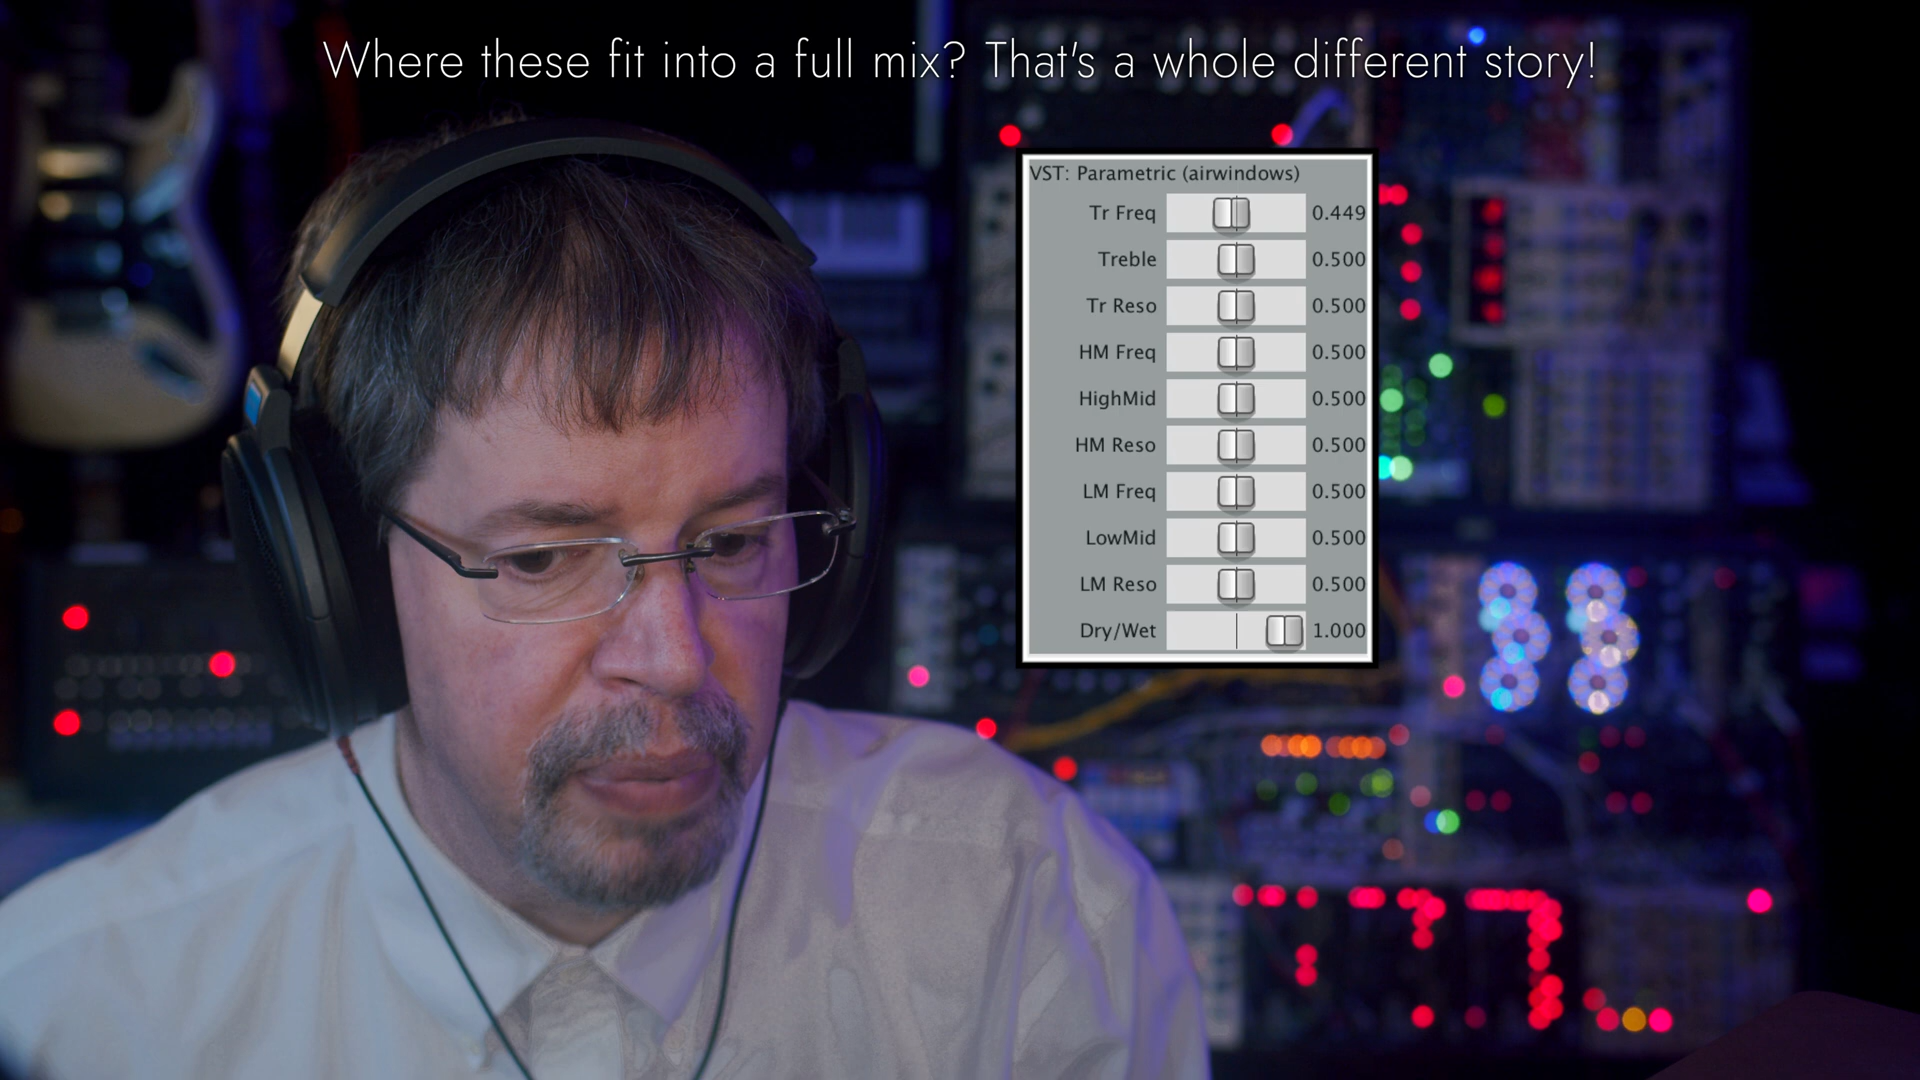 Where these fit into a full mix? That's a whole different story!
VST: Parametric (airwindows)
Tr Freq 0.449
Treble 0.500
Tr Reso 0.500
HM Freq 0.500
HighMid 0.500
HM Reso 0.500
LM Freq 0.500
LowMid 0.500
LM Reso 0.500
Dry/Wet 1.000